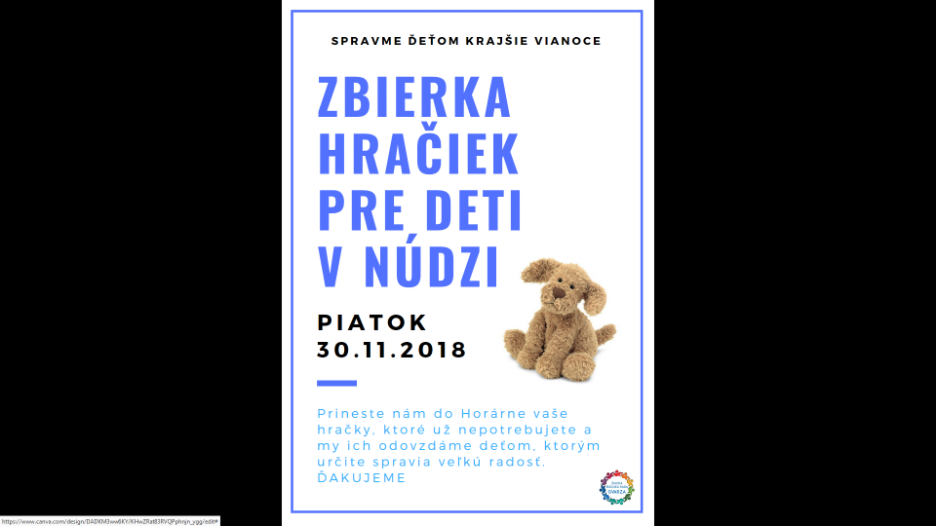 SPRAVME ĎEŤOM KRAJŠIE VIANOCE
ZBIERKA
HRAČIEK
PRE DETI
V NÚDZI
PIATOK
30.11.2018
Prineste nám do Horárne vaše
hračky, ktoré už nepotrebujete a
my ich odovzdáme deťom, ktorým
určite spravia veľkú radosť.
ĎAKUJEME